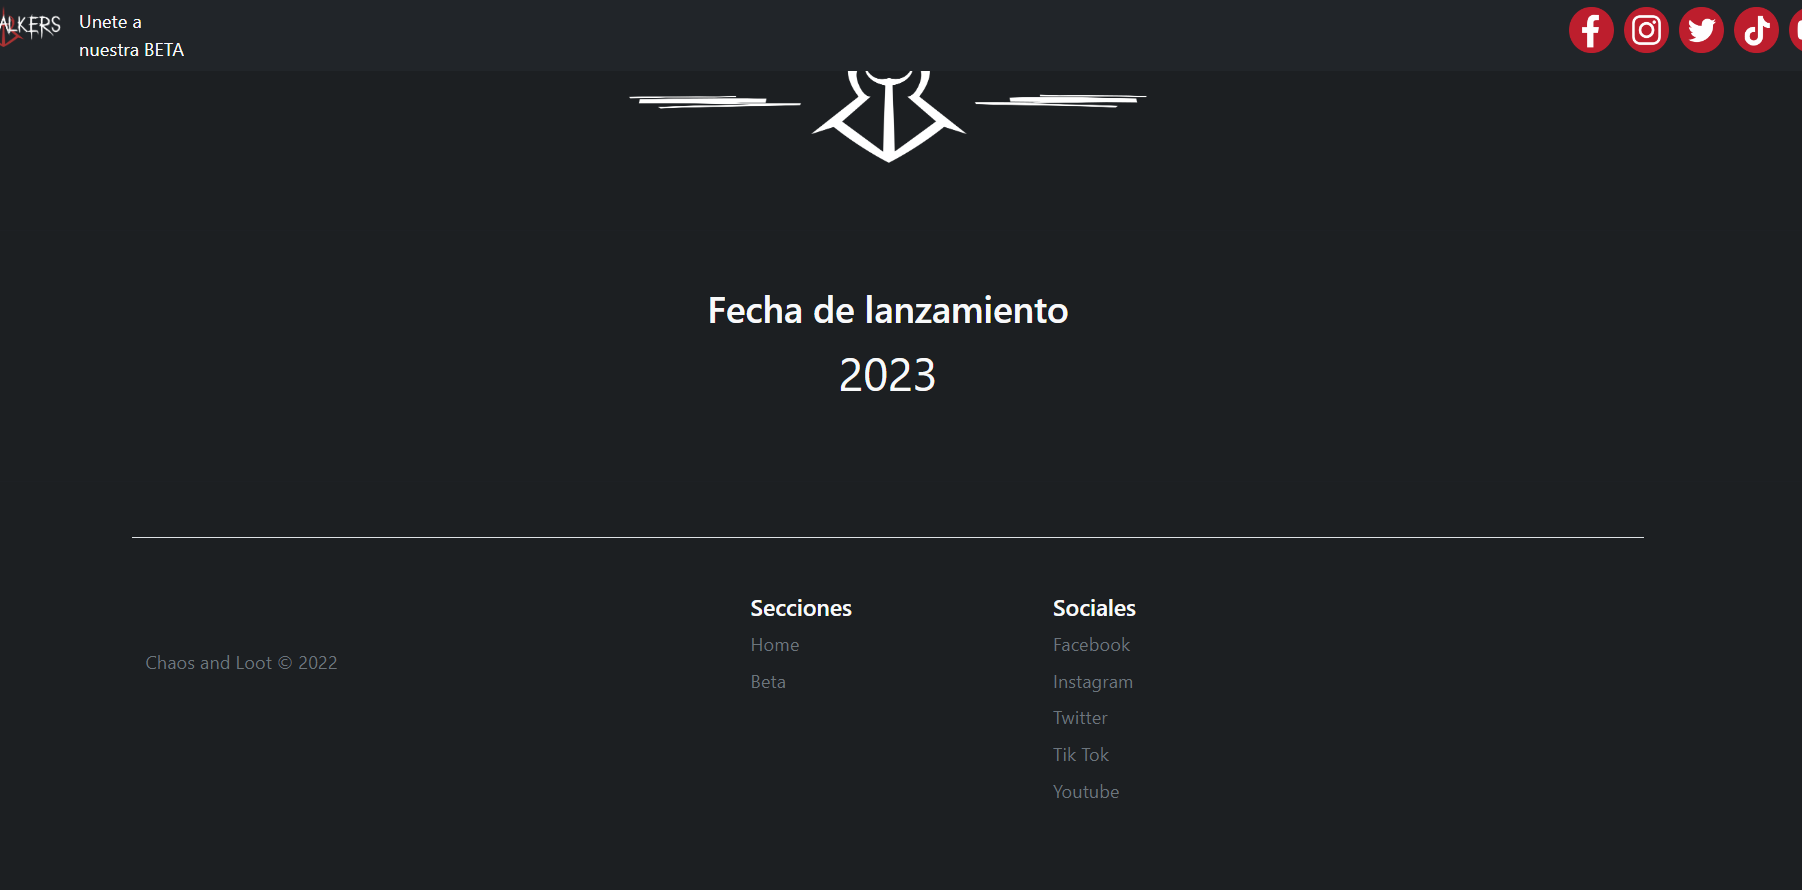 ALKERS
Unete a
nuestra BETA
Fecha de lanzamiento
2023
Secciones
Sociales
Home
Facebook
Chaos and Loot © 2022
Beta
Instagram
Twitter
Tik Tok
Youtube